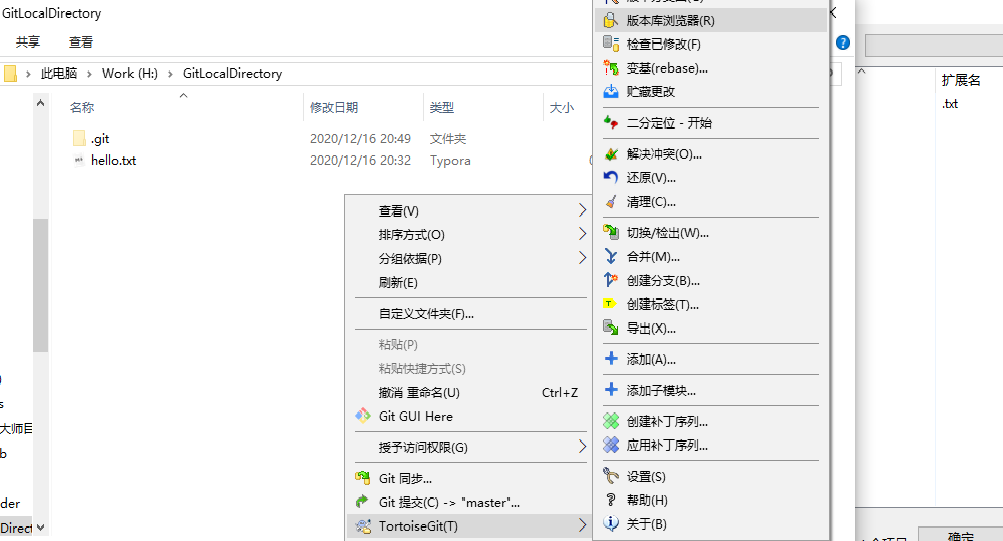 GitLocalDirectory
共享 查看
此电脑 Work (H:) GitLocalDirectory
名称 修改日期 类型 大小
.git 2020/12/16 20:49 文件夹
hello.txt 2020/12/16 20:32 Typora
查看(V)
排序方式(O)
分组依据(P)
刷新(E)
自定义文件夹(F)...
粘贴(P)
粘贴快捷方式(S)
撤消 重命名(U) Ctrl+Z
Git GUI Here
授予访问权限(G)
Git 同步...
Git 提交(C) -> "master"...
TortoiseGit(T)
版本库浏览器(R)
检查已修改(F)
变基(rebase)...
贮藏更改
二分定位 - 开始
解决冲突(O)...
还原(V)...
清理(C)...
切换/检出(W)...
合并(M)...
创建分支(B)...
创建标签(T)...
导出(X)...
添加(A)...
添加子模块...
创建补丁序列...
应用补丁序列...
设置(S)
帮助(H)
关于(B)
扩展名
.txt
s
大师目
b
der
Direct
确定